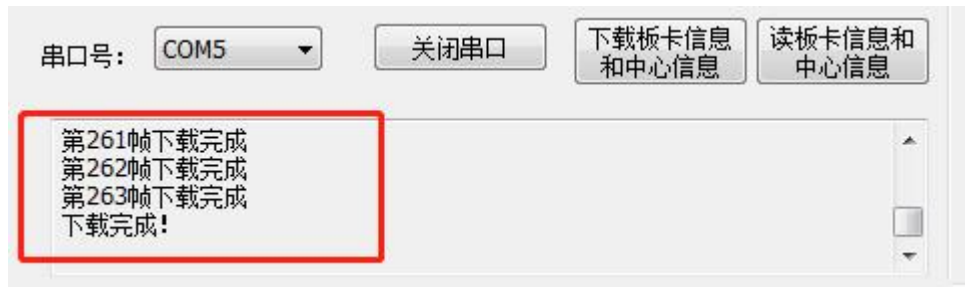 串口号: COM5 关闭串口 下载板卡信息和中心信息 读板卡信息和中心信息
第261帧下载完成
第262帧下载完成
第263帧下载完成
下载完成!